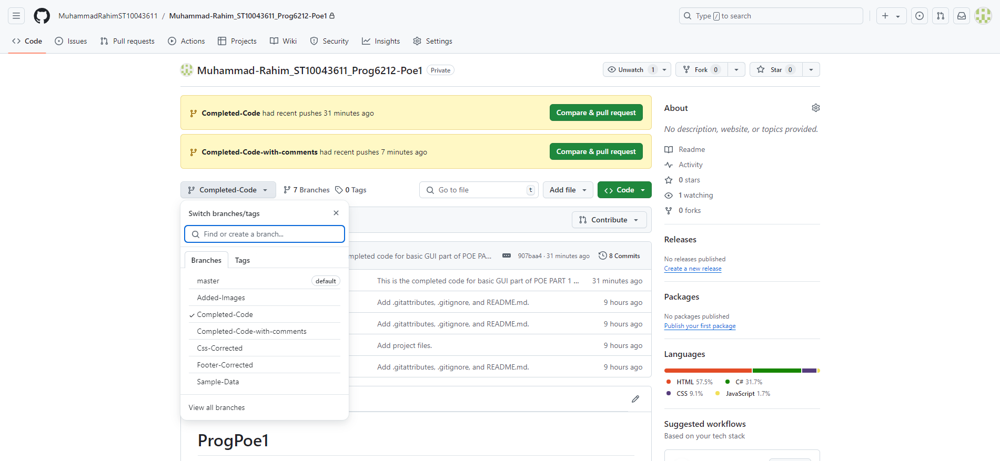 MuhammadRahimST10043611 / Muhammad-Rahim_ST10043611_Prog6212-Poe1
Type / to search
Code Issues Pull requests Actions Projects Wiki Security Insights Settings
Muhammad-Rahim_ST10043611_Prog6212-Poe1 Private
Unwatch 1 Fork 0 Star 0
Completed-Code had recent pushes 31 minutes ago Compare & pull request
Completed-Code-with-comments had recent pushes 7 minutes ago Compare & pull request
Completed-Code 7 Branches 0 Tags Go to file t Add file Code
Switch branches/tags
Find or create a branch...
Branches Tags
master default
Added-Images
Completed-Code
Completed-Code-with-comments
Css-Corrected
Footer-Corrected
Sample-Data
View all branches
Contribute
mpleted code for basic GUI part of POE PA... 907baa4 · 31 minutes ago 8 Commits
This is the completed code for basic GUI part of POE PART 1 ... 31 minutes ago
Add .gitattributes, .gitignore, and README.md. 9 hours ago
Add .gitattributes, .gitignore, and README.md. 9 hours ago
Add project files. 9 hours ago
Add .gitattributes, .gitignore, and README.md. 9 hours ago
ProgPoe1
About
No description, website, or topics provided.
Readme
Activity
0 stars
1 watching
0 forks
Releases
No releases published
Create a new release
Packages
No packages published
Publish your first package
Languages
HTML 57.5% C# 31.7%
CSS 9.1% JavaScript 1.7%
Suggested workflows
Based on your tech stack